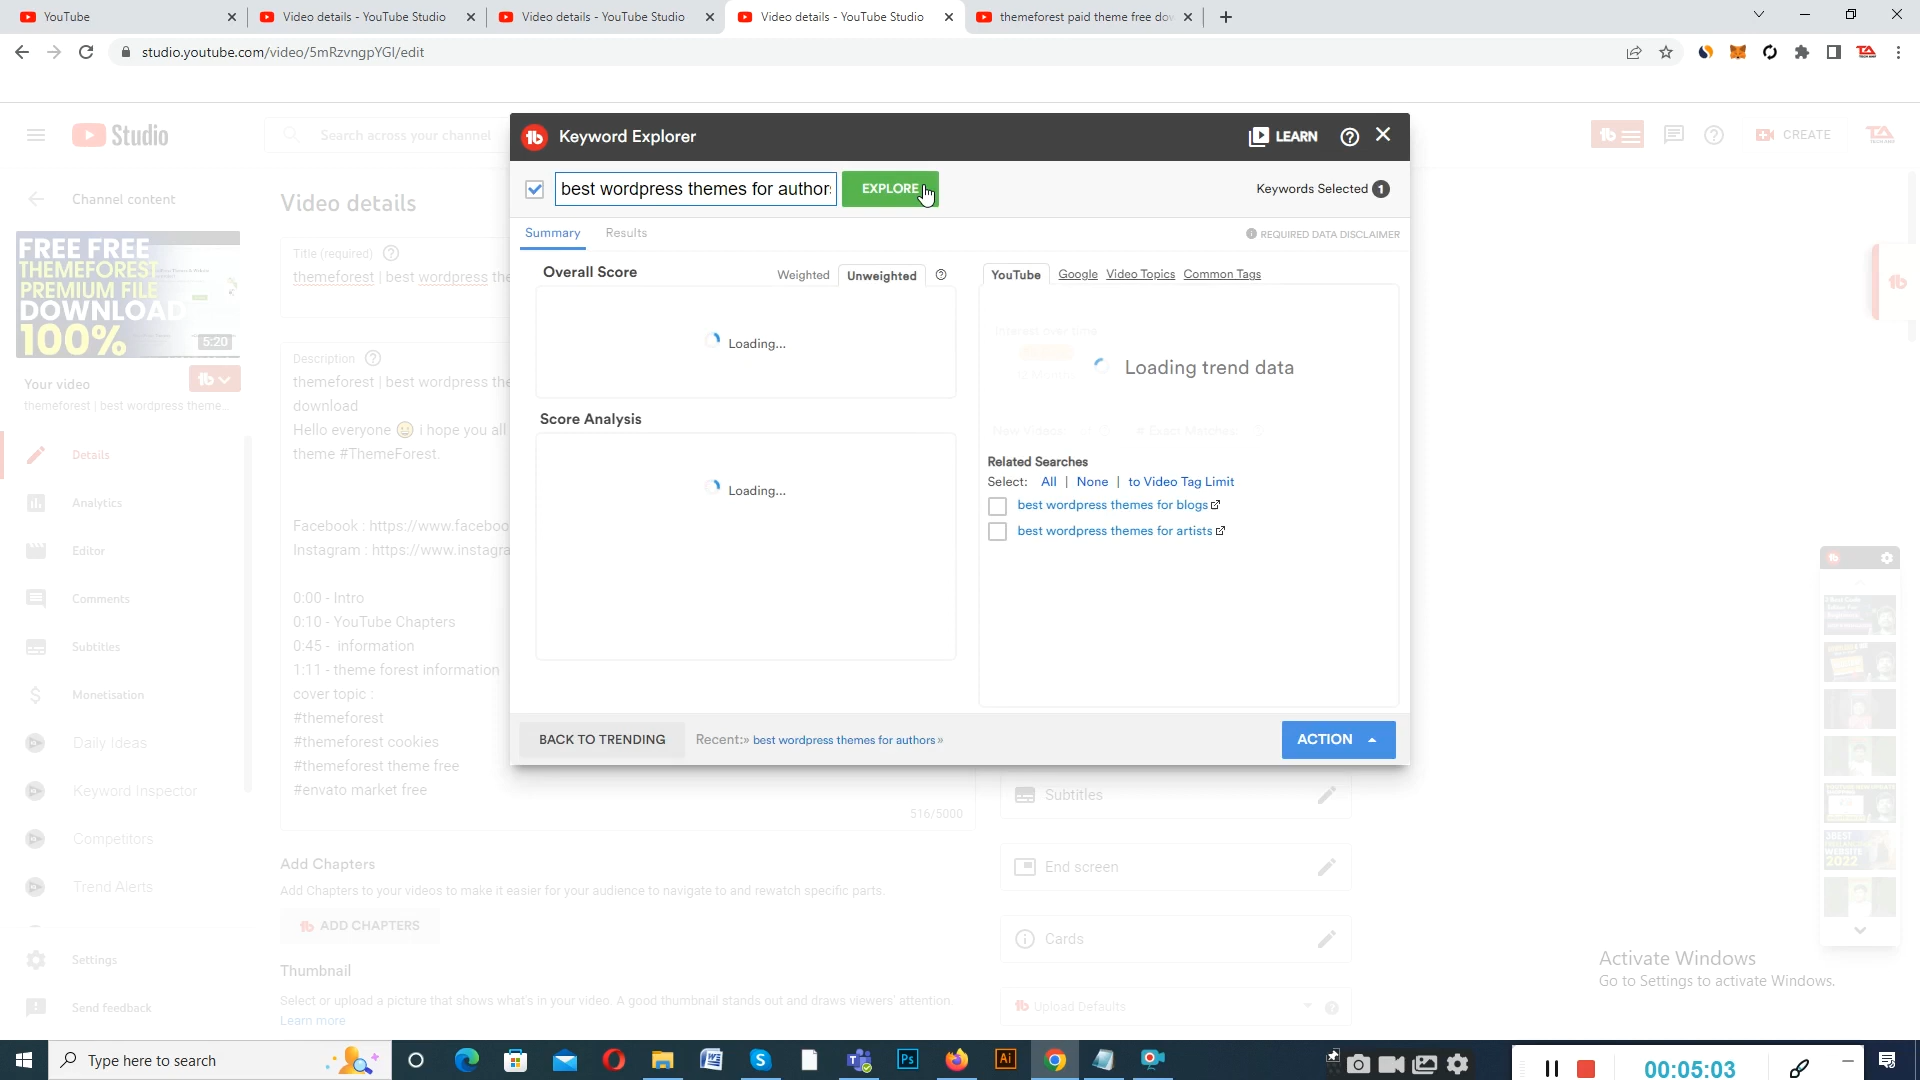 YouTube
Video details - YouTube Studio
Video details - YouTube Studio
Video details - YouTube Studio
themeforest paid theme free dow
studio.youtube.com/video/5mRzvngpYGI/edit
Studio
Search across your channel
CREATE
Keyword Explorer
LEARN
best wordpress themes for author
EXPLORE
Keywords Selected 1
Summary
Results
REQUIRED DATA DISCLAIMER
Overall Score
Weighted
Unweighted
Loading...
Score Analysis
Loading...
YouTube
Google
Video Topics
Common Tags
Interest over time
Loading trend data
Related Searches
Select: All | None | to Video Tag Limit
best wordpress themes for blogs
best wordpress themes for artists
BACK TO TRENDING
Recent:» best wordpress themes for authors »
ACTION
Channel content
FREE FREE
THEMEFOREST
PREMIUM FILE
DOWNLOAD
100%
5:20
Your video
themeforest | best wordpress theme...
Details
Analytics
Editor
Comments
Subtitles
Monetisation
Daily Ideas
Keyword Inspector
Competitors
Trend Alerts
Settings
Send feedback
Video details
Title (required)
themeforest | best wordpress the
Description
themeforest | best wordpress the
download
Hello everyone 😆 i hope you all
theme #ThemeForest.
Facebook : https://www.faceboo
Instagram : https://www.instagra
0:00 - Intro
0:10 - YouTube Chapters
0:45 - information
1:11 - theme forest information
cover topic :
#themeforest
#themeforest cookies
#themeforest theme free
#envato market free
516/5000
Add Chapters
Add Chapters to your videos to make it easier for your audience to navigate to and rewatch specific parts.
ADD CHAPTERS
Thumbnail
Select or upload a picture that shows what's in your video. A good thumbnail stands out and draws viewers' attention.
Learn more
Subtitles
End screen
Cards
Upload Defaults
Activate Windows
Go to Settings to activate Windows.
Type here to search
00:05:03